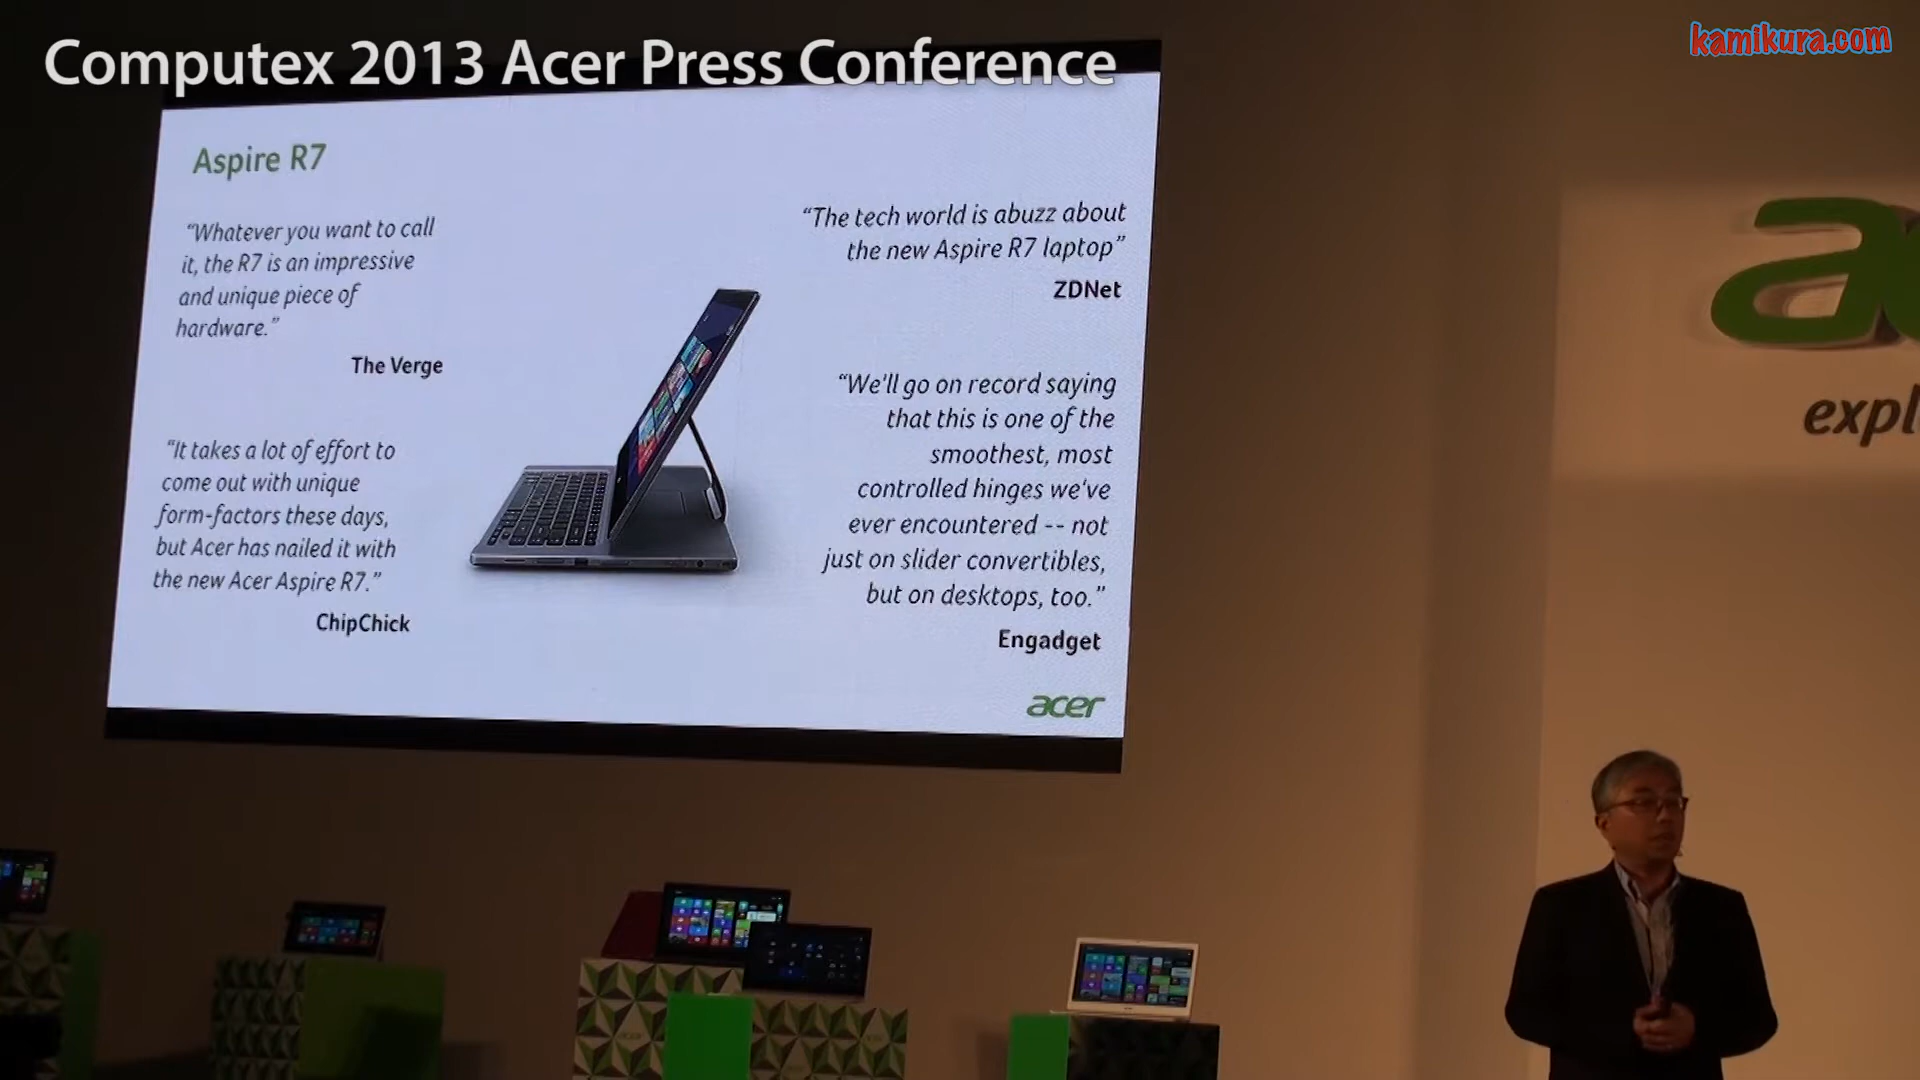 Computex 2013 Acer Press Conference
kamikura.com
Aspire R7
“Whatever you want to call
it, the R7 is an impressive
and unique piece of
hardware.”
The Verge
“It takes a lot of effort to
come out with unique
form-factors these days,
but Acer has nailed it with
the new Acer Aspire R7.”
ChipChick
“The tech world is abuzz about
the new Aspire R7 laptop”
ZDNet
“We'll go on record saying
that this is one of the
smoothest, most
controlled hinges we've
ever encountered -- not
just on slider convertibles,
but on desktops, too.”
Engadget
acer